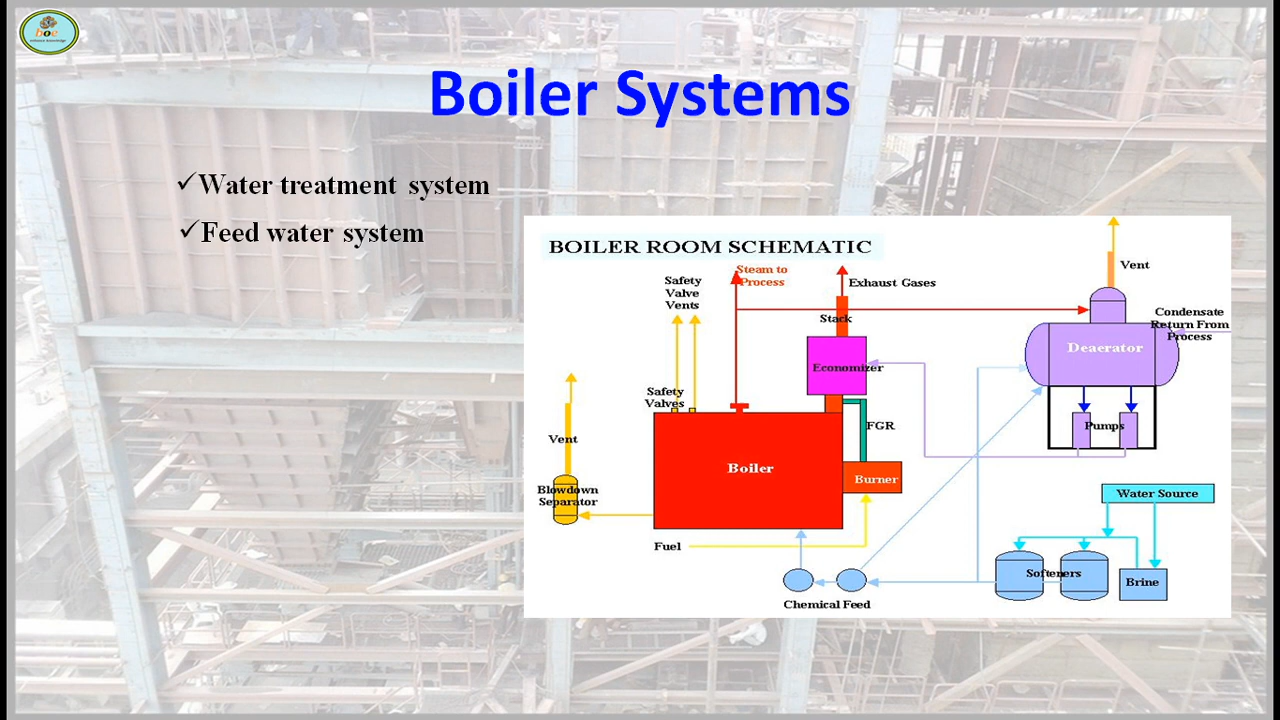 boe
Boiler Systems
✓Water treatment system
✓Feed water system
BOILER ROOM SCHEMATIC
Safety
Valve
Vents
Steam to
Process
Exhaust Gases
Stack
Vent
Condensate
Return From
Process
Deaerator
Economizer
Safety
Valves
FGR
Pumps
Vent
Boiler
Burner
Blowdown
Separator
Water Source
Fuel
Softeners
Brine
Chemical Feed